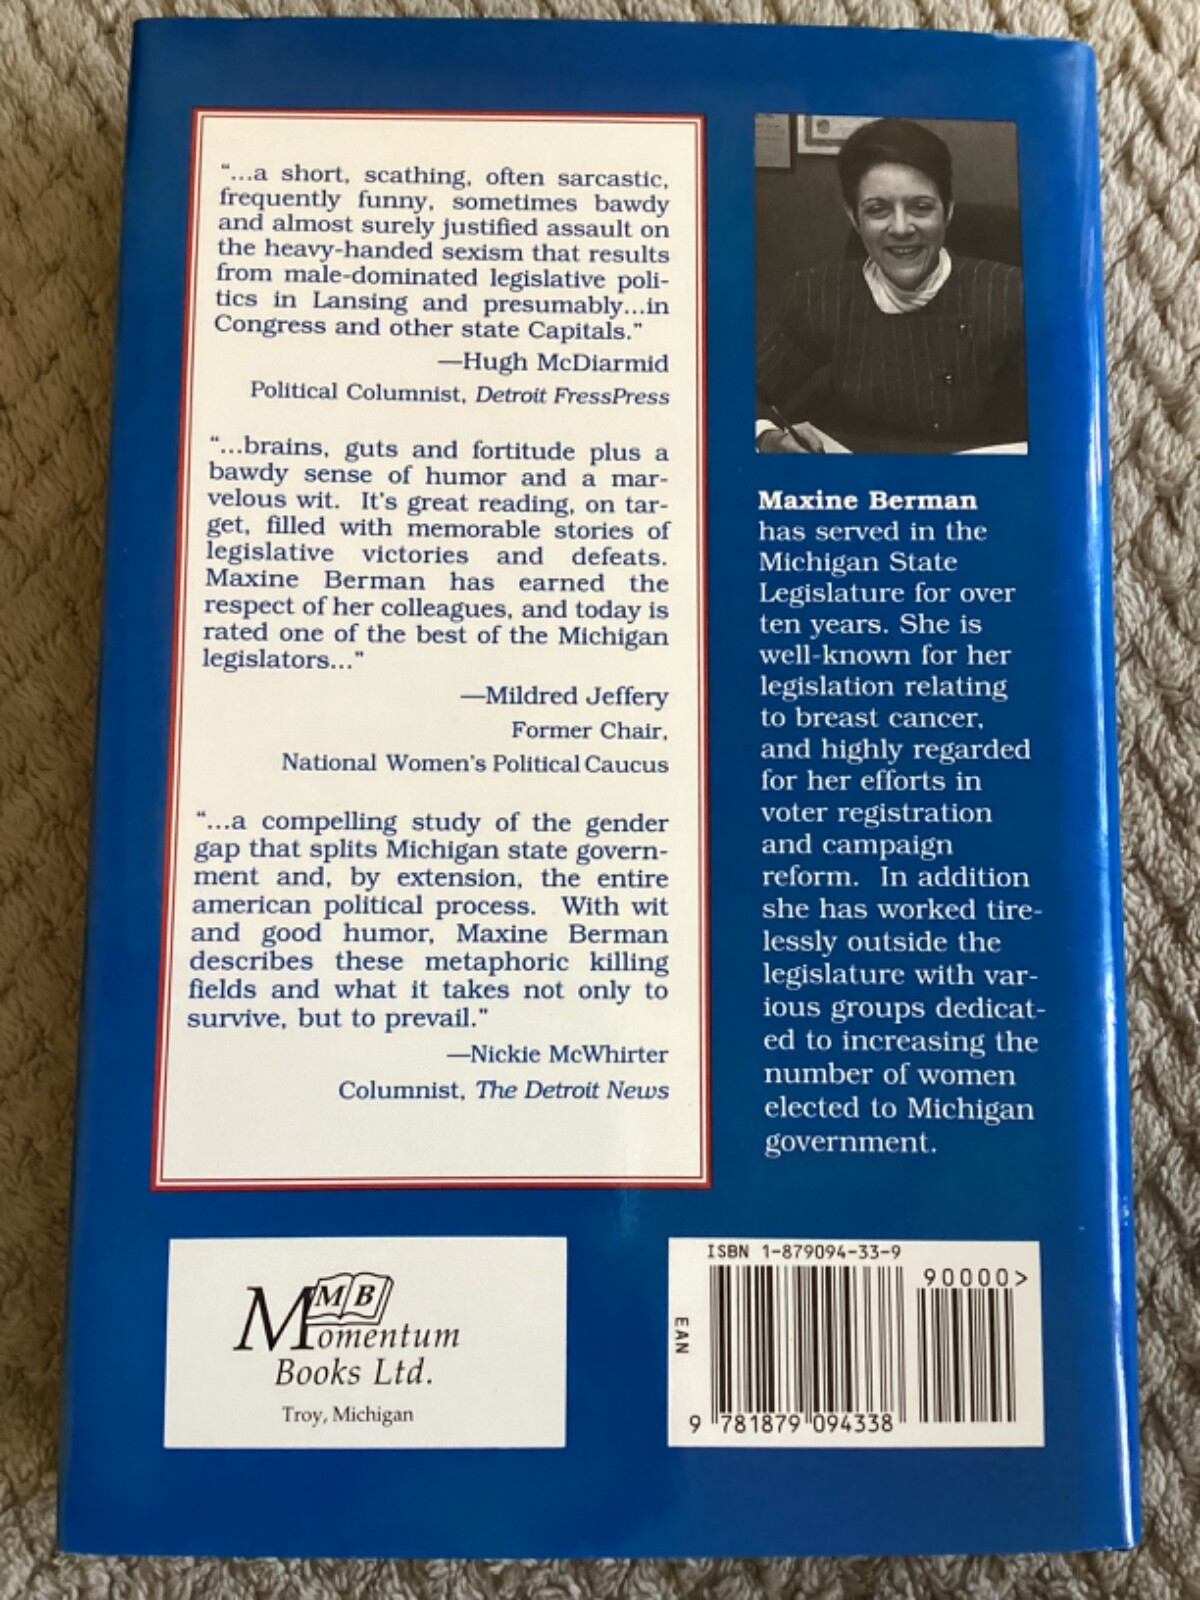 “...a short, scathing, often sarcastic,
frequently funny, sometimes bawdy
and almost surely justified assault on
the heavy-handed sexism that results
from male-dominated legislative poli-
tics in Lansing and presumably...in
Congress and other state Capitals.”
—Hugh McDiarmid
Political Columnist, Detroit FressPress
“...brains, guts and fortitude plus a
bawdy sense of humor and a mar-
velous wit. It's great reading, on tar-
get, filled with memorable stories of
legislative victories and defeats.
Maxine Berman has earned the
respect of her colleagues, and today is
rated one of the best of the Michigan
legislators...”
—Mildred Jeffery
Former Chair,
National Women's Political Caucus
“...a compelling study of the gender
gap that splits Michigan state govern-
ment and, by extension, the entire
american political process. With wit
and good humor, Maxine Berman
describes these metaphoric killing
fields and what it takes not only to
survive, but to prevail.”
—Nickie McWhirter
Columnist, The Detroit News
Maxine Berman
has served in the
Michigan State
Legislature for over
ten years. She is
well-known for her
legislation relating
to breast cancer,
and highly regarded
for her efforts in
voter registration
and campaign
reform. In addition
she has worked tire-
lessly outside the
legislature with var-
ious groups dedicat-
ed to increasing the
number of women
elected to Michigan
government.
MB
Momentum
Books Ltd.
Troy, Michigan
ISBN 1-879094-33-9
90000>
EAN
9 781879 094338